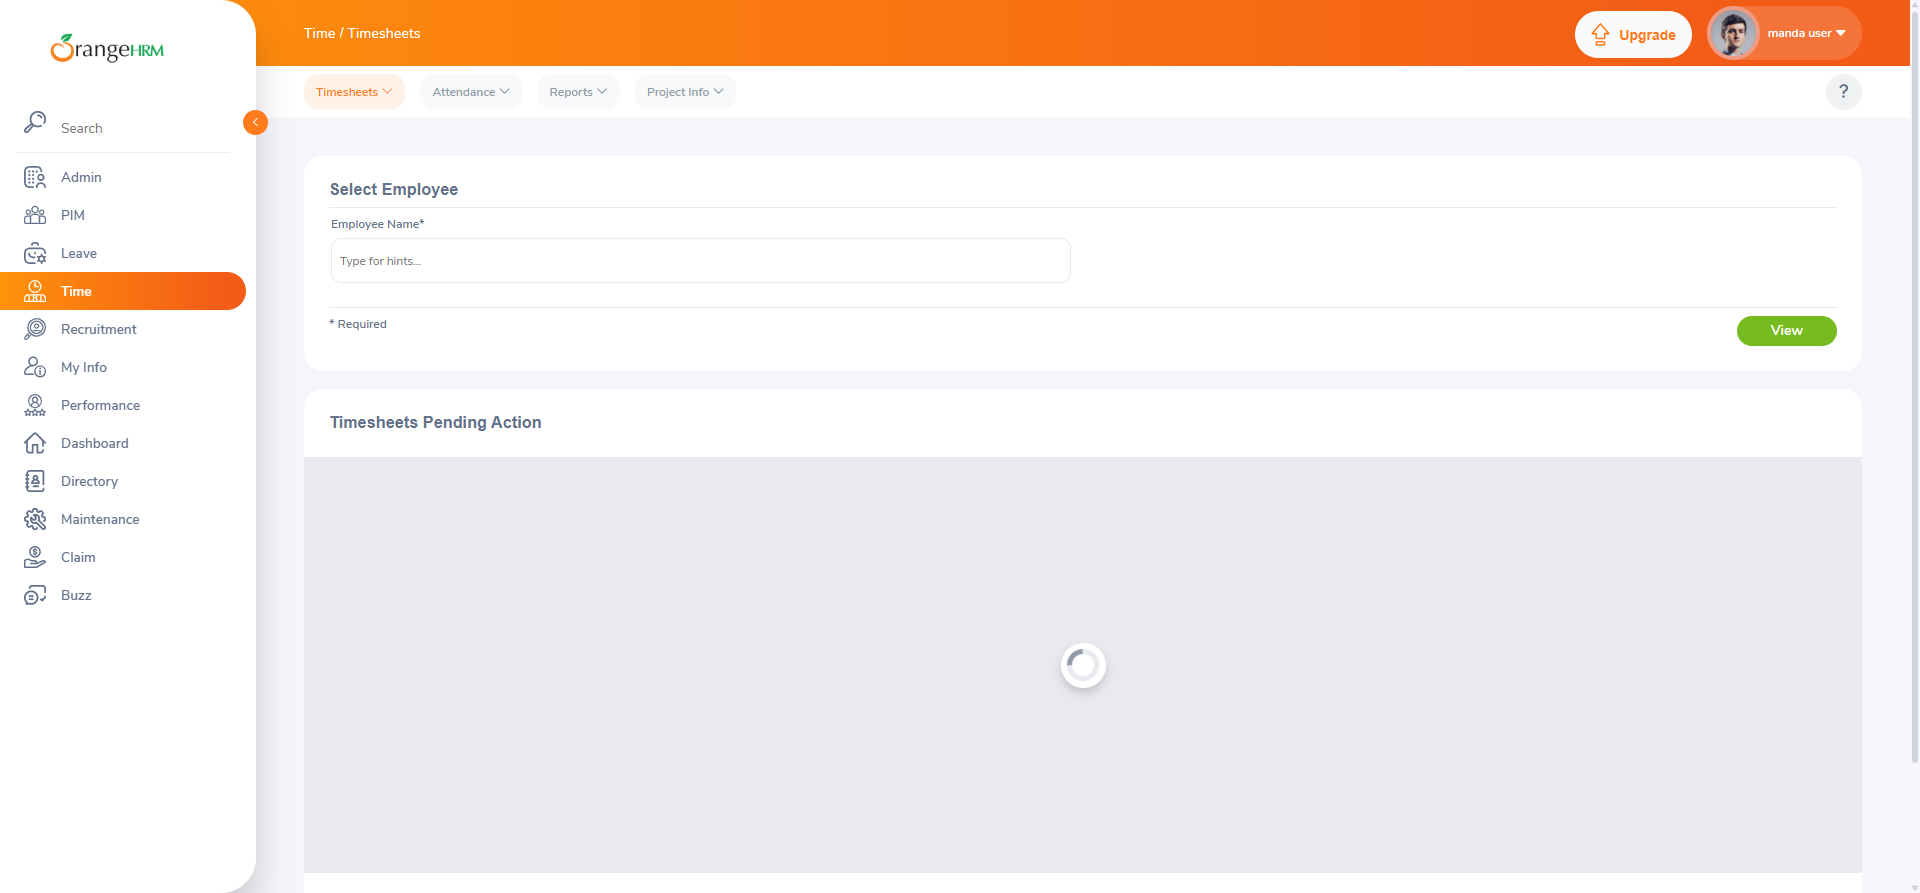 OrangeHRM
Time / Timesheets
Upgrade
manda user
Timesheets
Attendance
Reports
Project Info
?
Search
Admin
PIM
Leave
Time
Recruitment
My Info
Performance
Dashboard
Directory
Maintenance
Claim
Buzz
Select Employee
Employee Name*
Type for hints...
* Required
View
Timesheets Pending Action